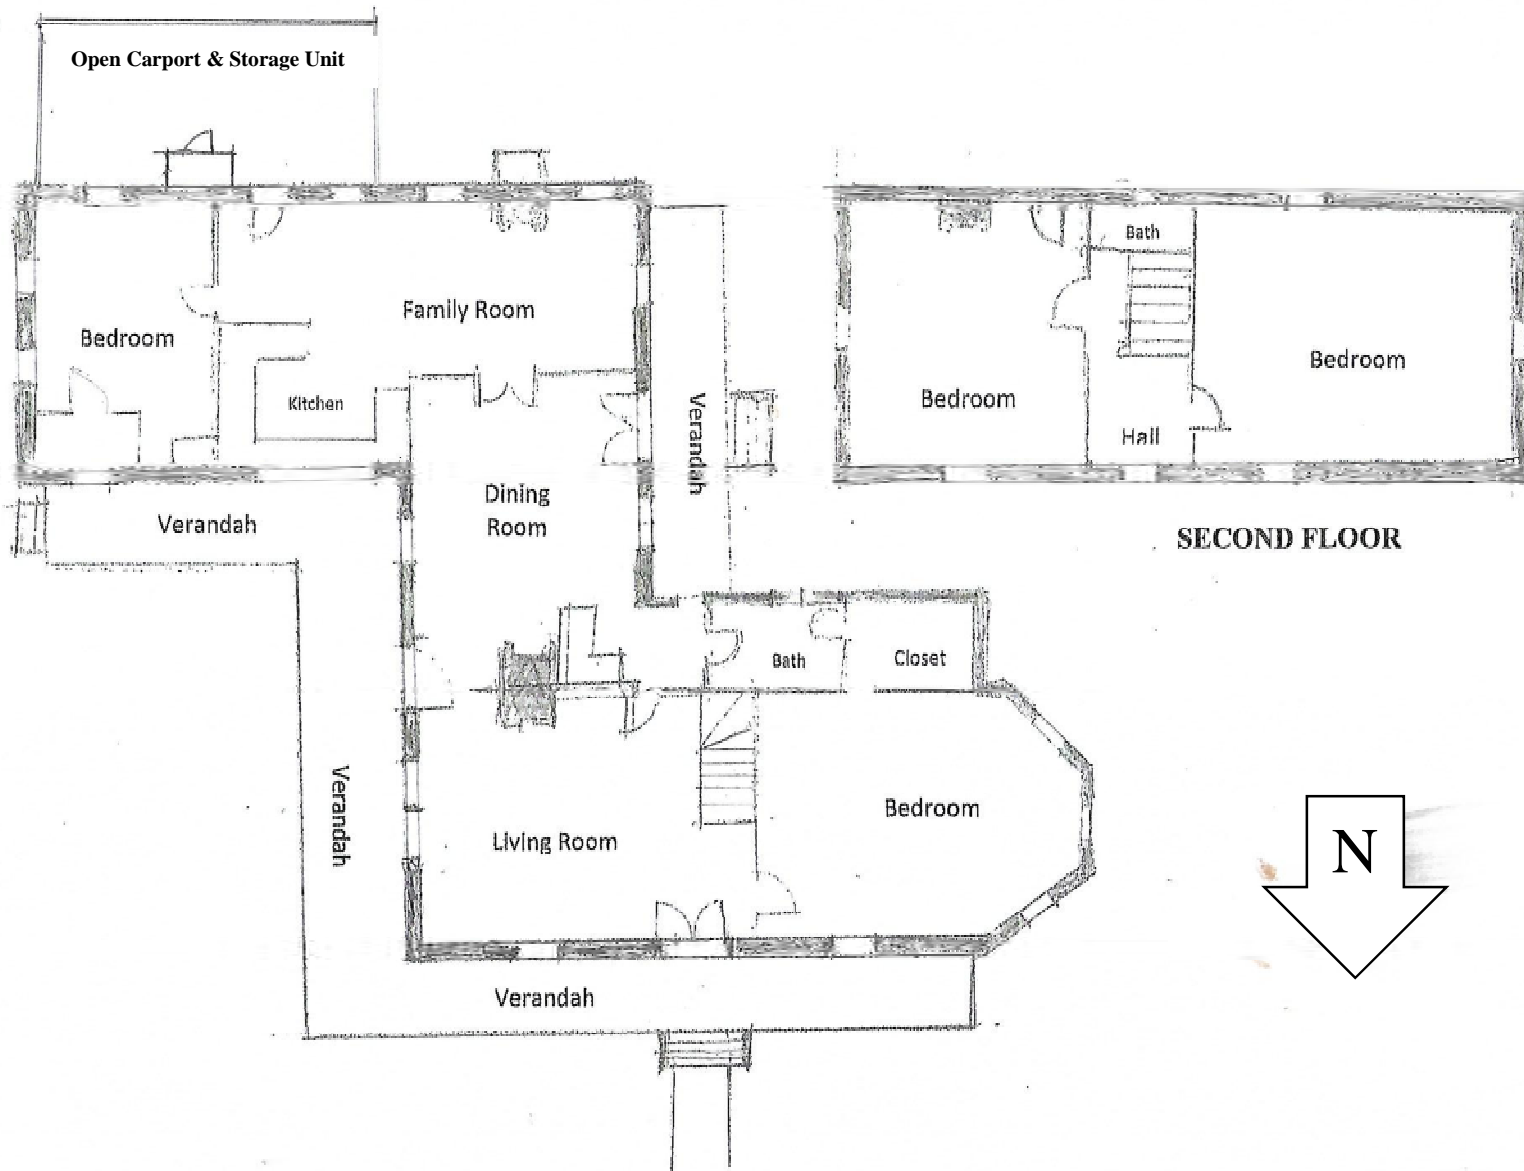 Open Carport & Storage Unit
Family Room
Bedroom
Kitchen
Verandah
Dining
Room
Verandah
Bath
Closet
Verandah
Living Room
Bedroom
Verandah
Bath
Bedroom
Bedroom
Hall
SECOND FLOOR
N